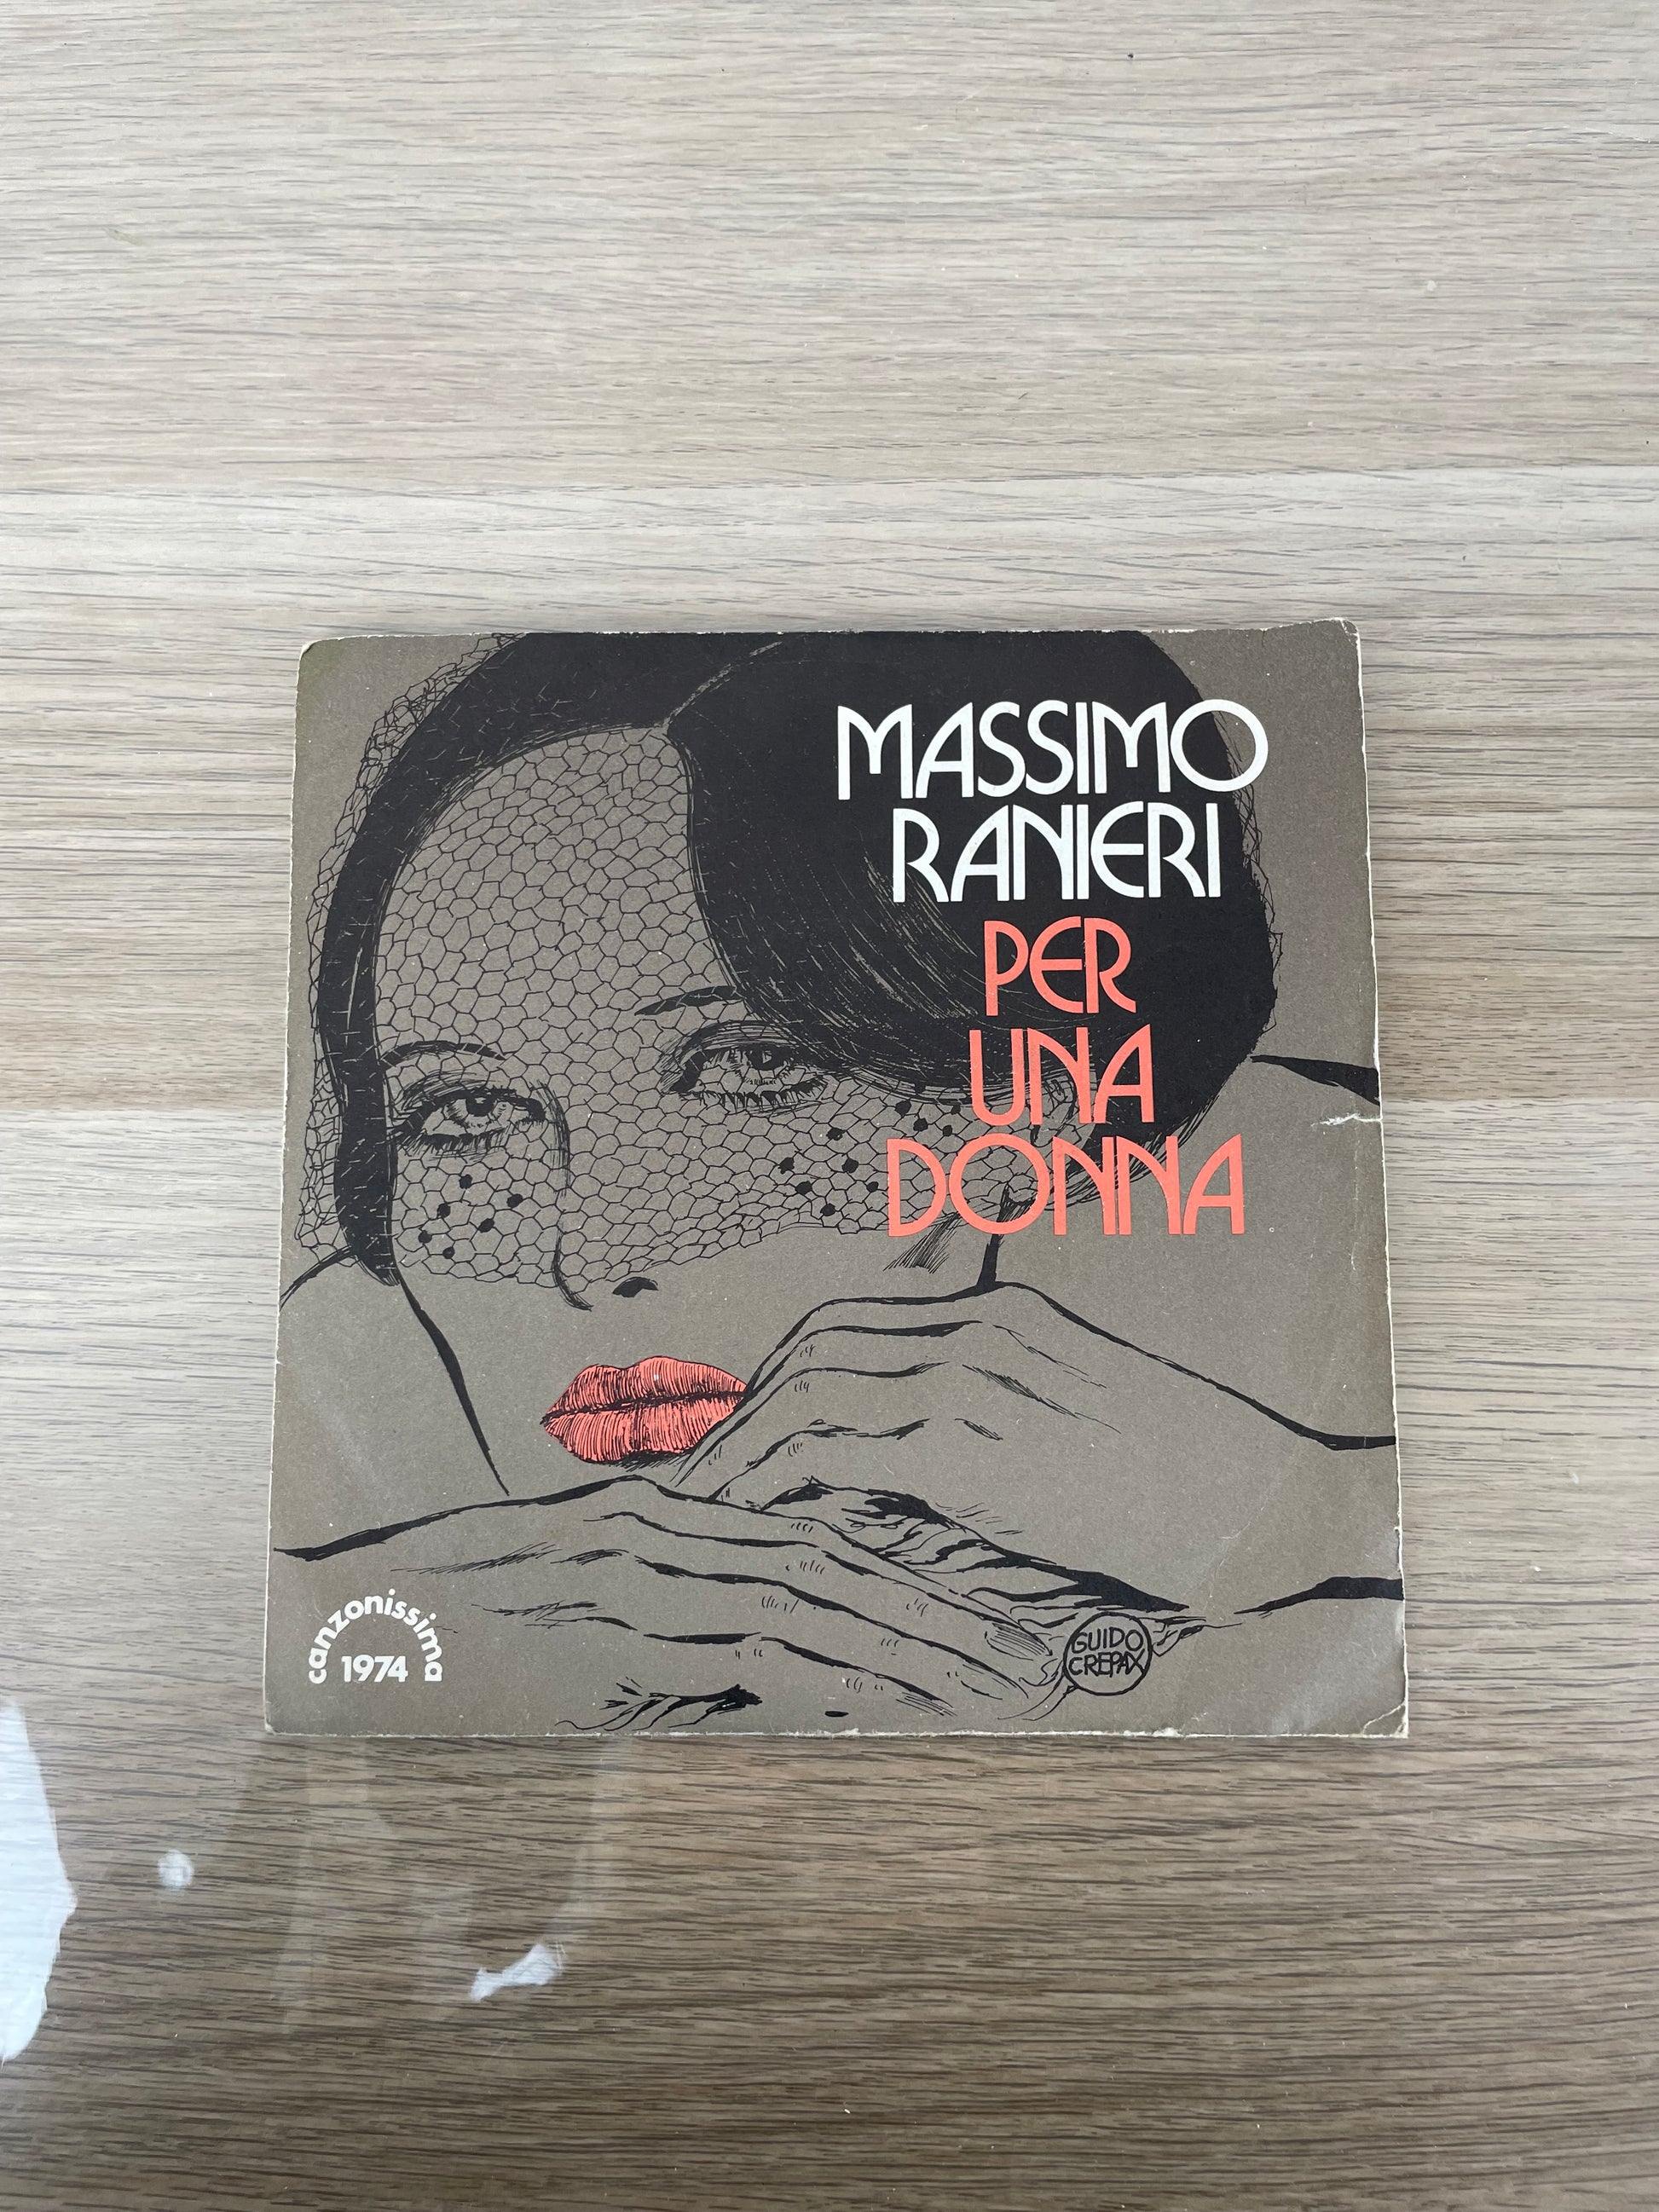 MASSIMO
RANIERI
PER
UNA
DONNA
canzonissima
1974
GUIDO
CREPAX